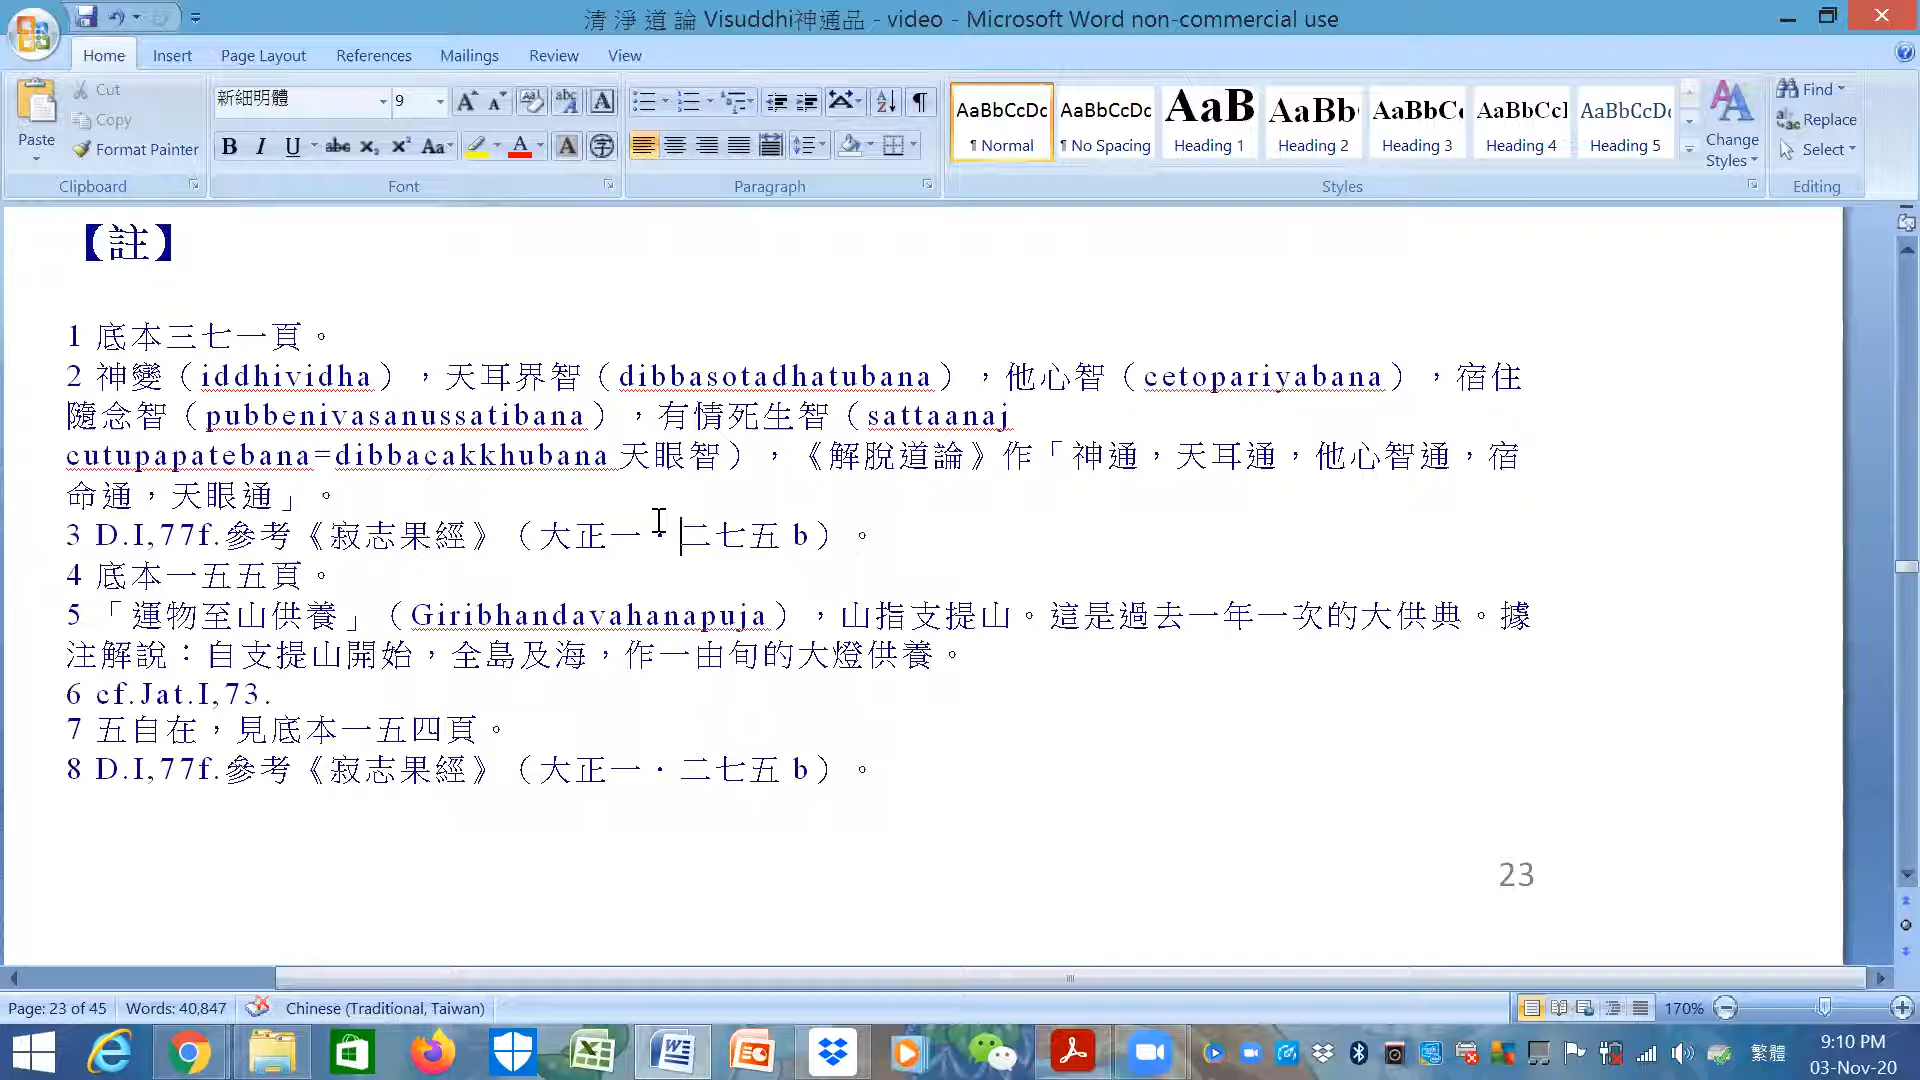 清 淨 道 論 Visuddhi神通品 - video - Microsoft Word non-commercial use
Home Insert Page Layout References Mailings Review View
Paste
Cut
Copy
Format Painter
Clipboard
新細明體 9
Font
Paragraph
AaBbCcDc AaBbCcDc AaB AaBb( AaBbC( AaBbCcI AaBbCcDc
¶ Normal ¶ No Spacing Heading 1 Heading 2 Heading 3 Heading 4 Heading 5
Change Styles
Styles
Find
Replace
Select
Editing
【註】
1 底本三七一頁。
2 神變（iddhividha），天耳界智（dibbasotadhatubana），他心智（cetopariyabana），宿住
隨念智（pubbenivasanussatibana），有情死生智（sattaanaj
cutupapatebana=dibbacakkhubana 天眼智），《解脫道論》作「神通，天耳通，他心智通，宿
命通，天眼通」。
3 D.I,77f.參考《寂志果經》（大正一．二七五 b）。
4 底本一五五頁。
5 「運物至山供養」（Giribhandavahanapuja），山指支提山。這是過去一年一次的大供典。據
注解說：自支提山開始，全島及海，作一由旬的大燈供養。
6 cf.Jat.I,73.
7 五自在，見底本一五四頁。
8 D.I,77f.參考《寂志果經》（大正一．二七五 b）。
23
Page: 23 of 45 Words: 40,847 Chinese (Traditional, Taiwan) 170%
繁體
9:10 PM
03-Nov-20